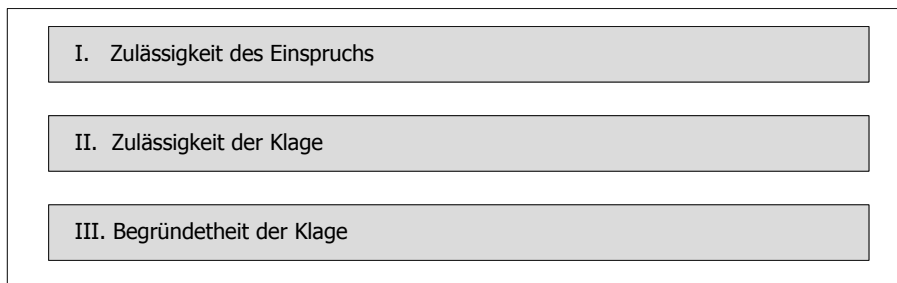 I. Zulässigkeit des Einspruchs
II. Zulässigkeit der Klage
III. Begründetheit der Klage